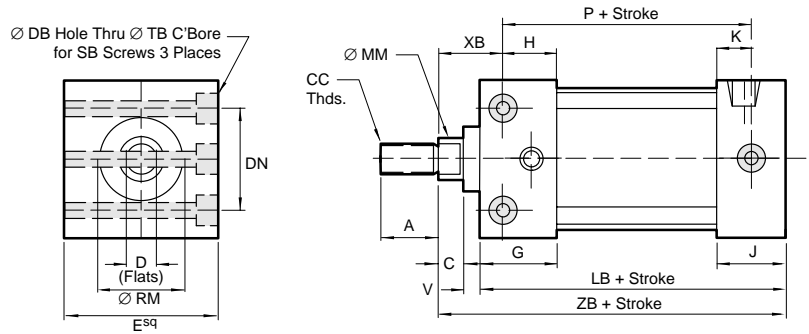 Ø DB Hole Thru Ø TB C'Bore
for SB Screws 3 Places
DN
D
(Flats)
Ø RM
Esq
P + Stroke
XB
H
K
Ø MM
CC
Thds.
A
C
G
J
V
LB + Stroke
ZB + Stroke